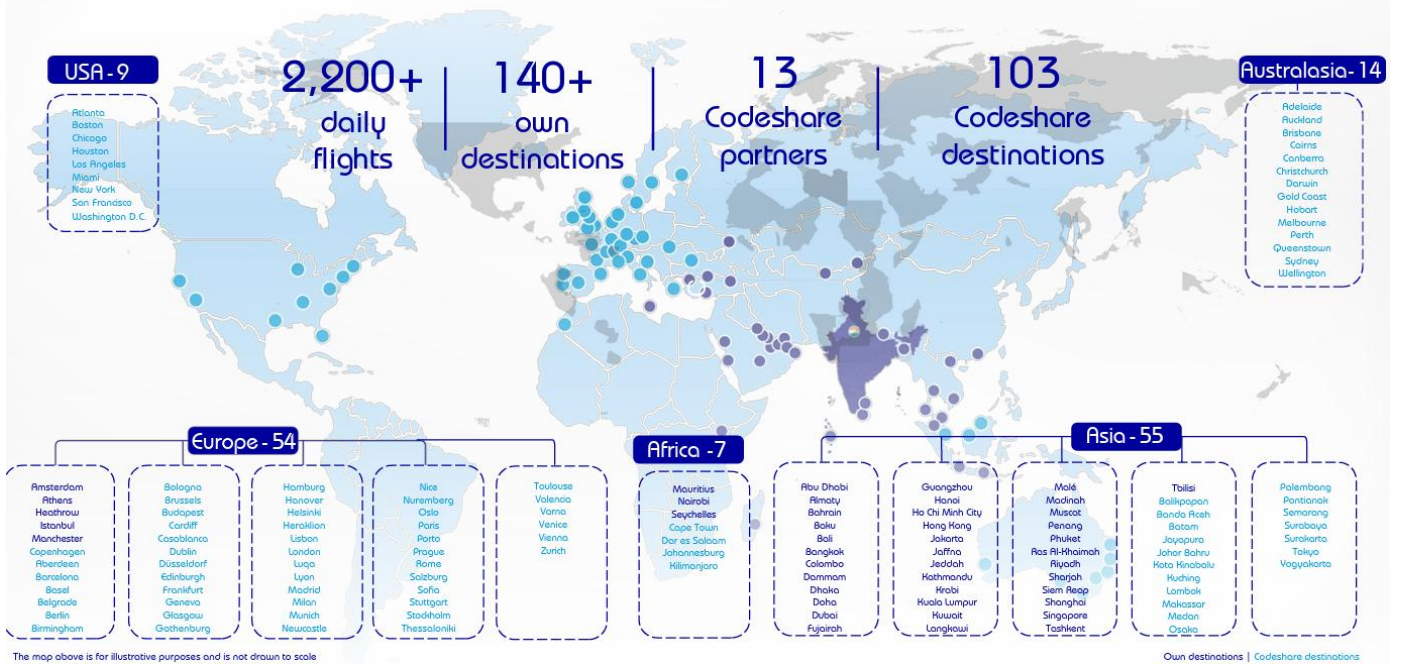 USA - 9
Atlanta
Boston
Chicago
Houston
Los Angeles
Miami
New York
San Francisco
Washington D.C.
2,200+
daily
flights
140+
own
destinations
13
Codeshare
partners
103
Codeshare
destinations
Australasia- 14
Adelaide
Auckland
Brisbane
Cairns
Canberra
Christchurch
Darwin
Gold Coast
Hobart
Melbourne
Perth
Queenstown
Sydney
Wellington
Europe - 54
Amsterdam
Athens
Heathrow
Istanbul
Manchester
Copenhagen
Aberdeen
Barcelona
Basel
Belgrade
Berlin
Birmingham
Bologna
Brussels
Budapest
Cardiff
Casablanca
Dublin
Düsseldorf
Edinburgh
Frankfurt
Geneva
Glasgow
Gothenburg
Hamburg
Hanover
Helsinki
Heraklion
Lisbon
London
Luqa
Lyon
Madrid
Milan
Munich
Newcastle
Nice
Nuremberg
Oslo
Paris
Porto
Prague
Rome
Salzburg
Sofia
Stuttgart
Stockholm
Thessaloniki
Toulouse
Valencia
Varna
Venice
Vienna
Zurich
Africa -7
Mauritius
Nairobi
Seychelles
Cape Town
Dar es Salaam
Johannesburg
Kilimanjaro
Asia - 55
Abu Dhabi
Almaty
Bahrain
Baku
Bali
Bangkok
Colombo
Dammam
Dhaka
Doha
Dubai
Fujairah
Guangzhou
Hanoi
Ho Chi Minh City
Hong Kong
Jakarta
Jaffna
Jeddah
Kathmandu
Krabi
Kuala Lumpur
Kuwait
Langkawi
Malé
Madinah
Muscat
Penang
Phuket
Ras Al-Khaimah
Riyadh
Sharjah
Siem Reap
Shanghai
Singapore
Tashkent
Tbilisi
Balikpapan
Banda Aceh
Batam
Jayapura
Johor Bahru
Kota Kinabalu
Kuching
Lombok
Makassar
Medan
Osaka
Palembang
Pontianak
Semarang
Surabaya
Surakarta
Tokyo
Yogyakarta
The map above is for illustrative purposes and is not drawn to scale
Own destinations | Codeshare destinations